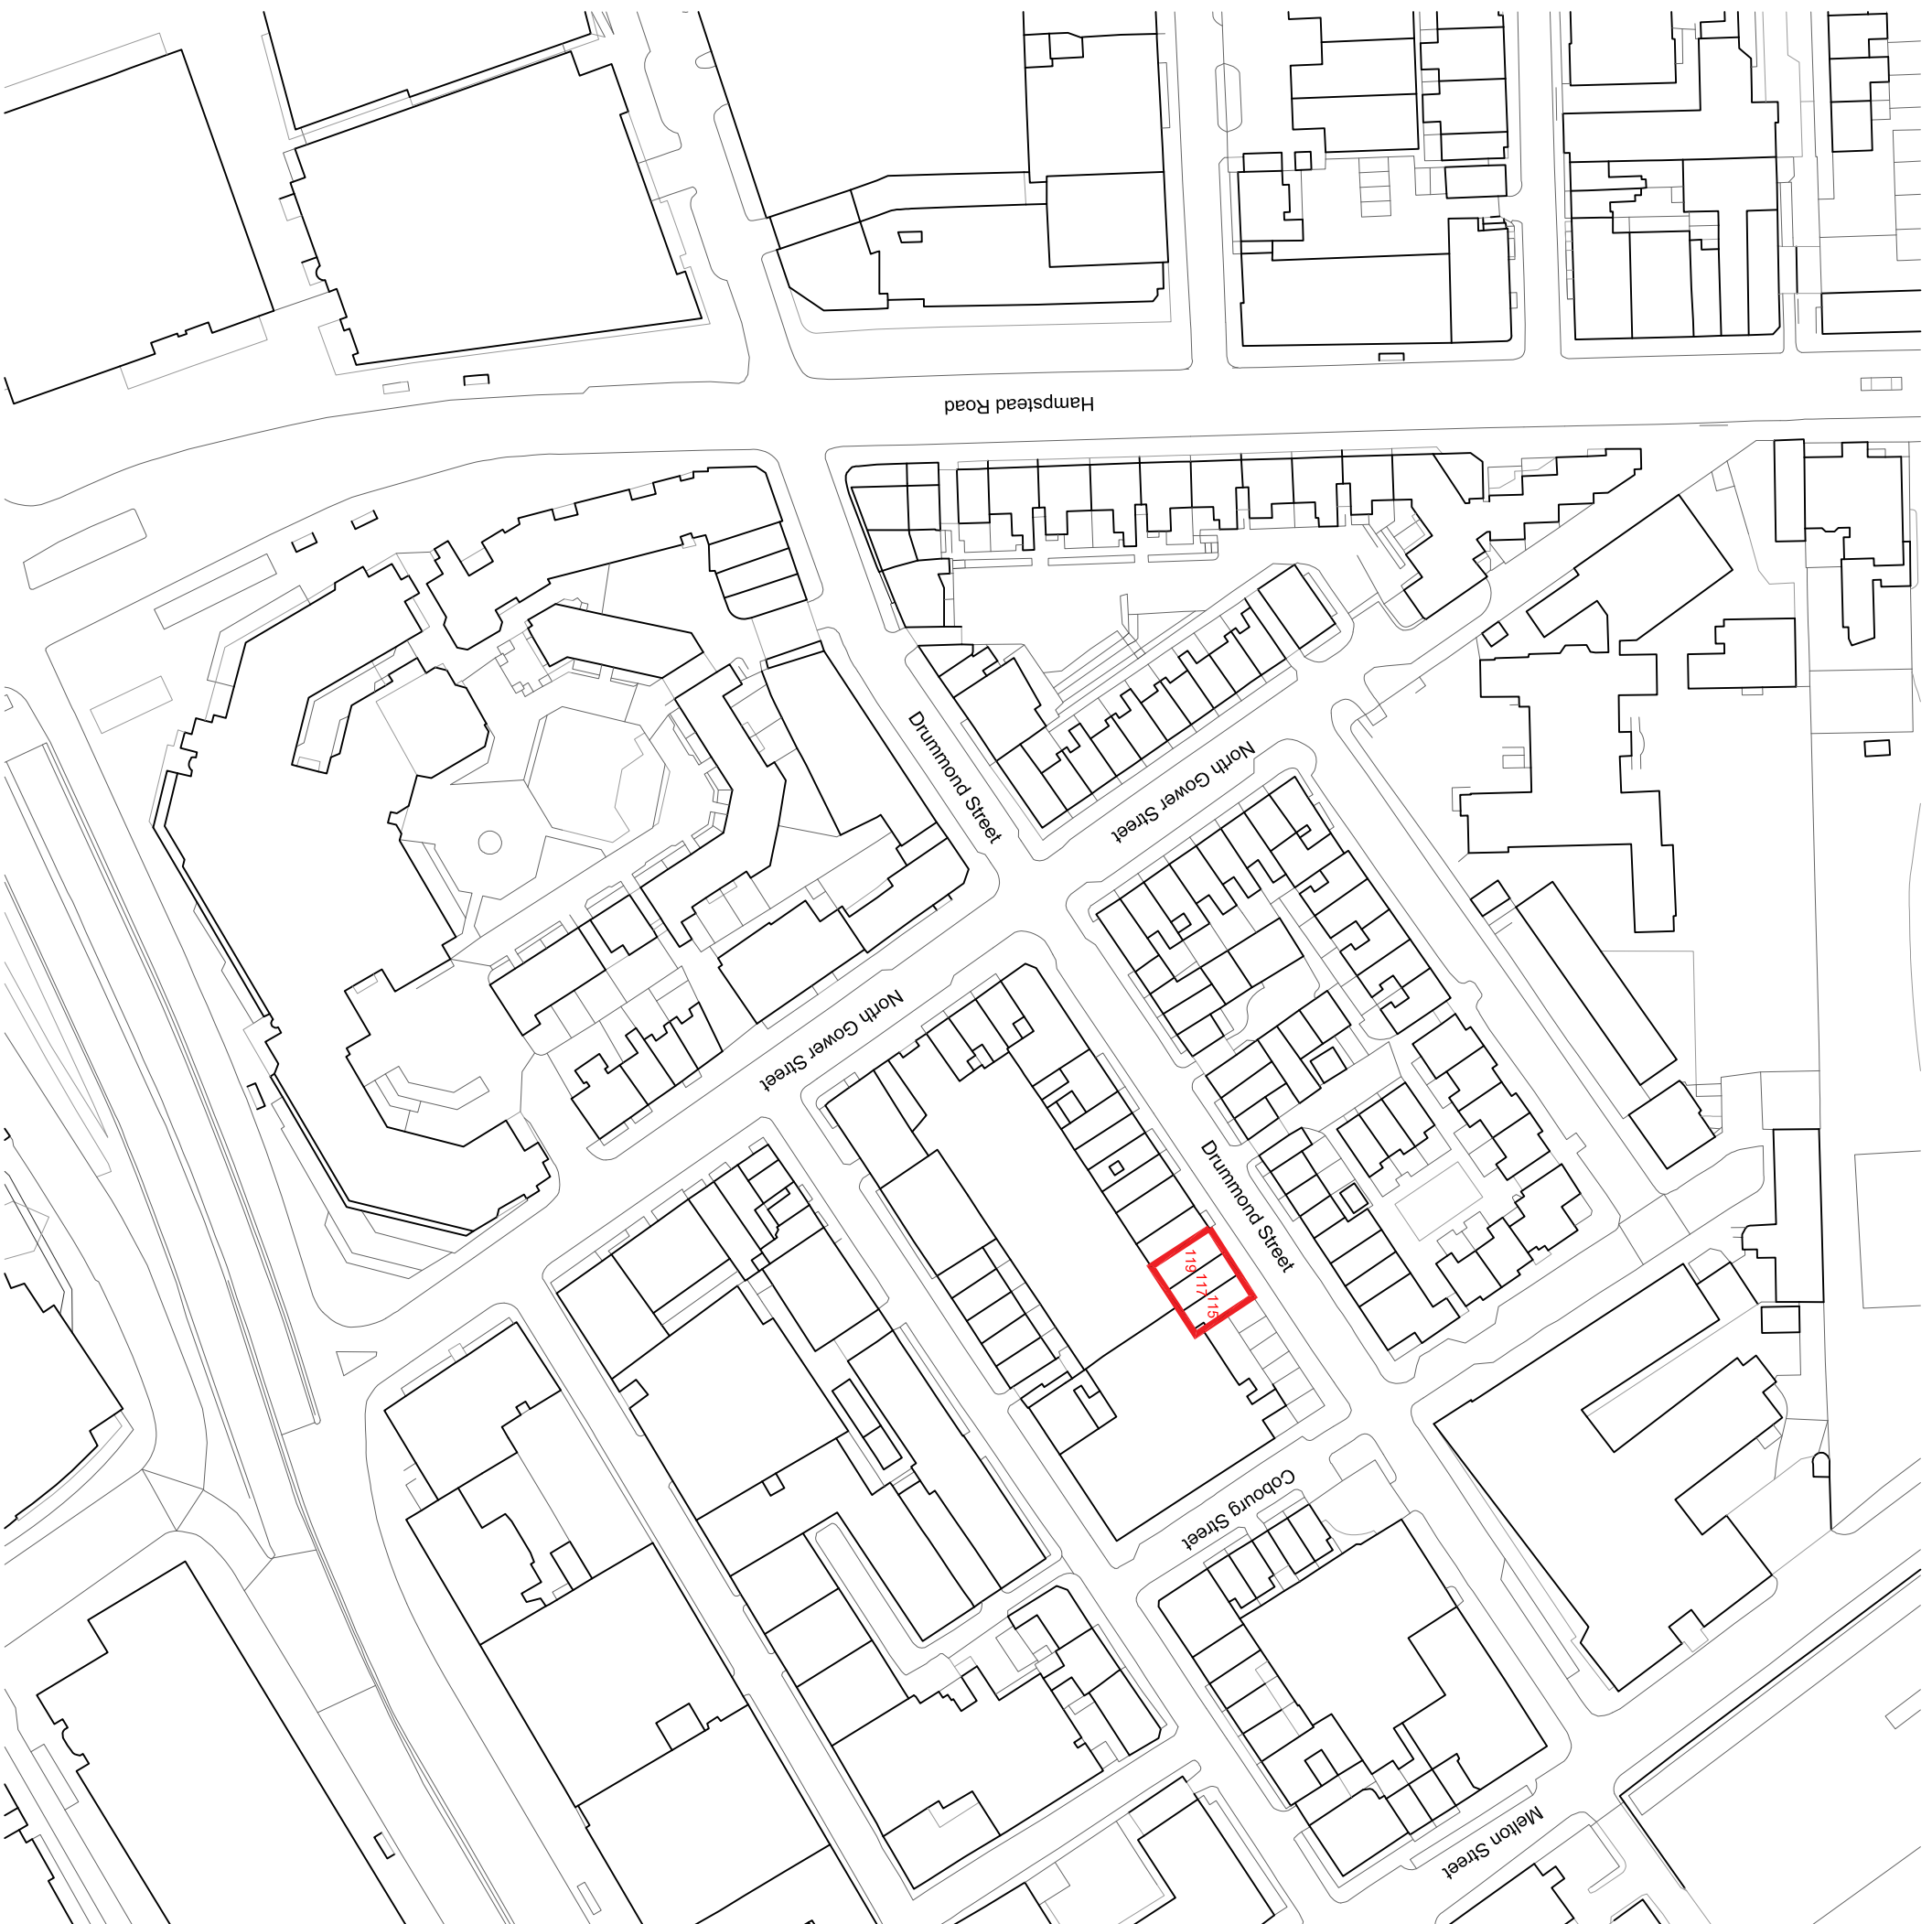 Hampstead Road
Drummond Street
North Gower Street
North Gower Street
Drummond Street
119
117
115
Cobourg Street
Melton Street